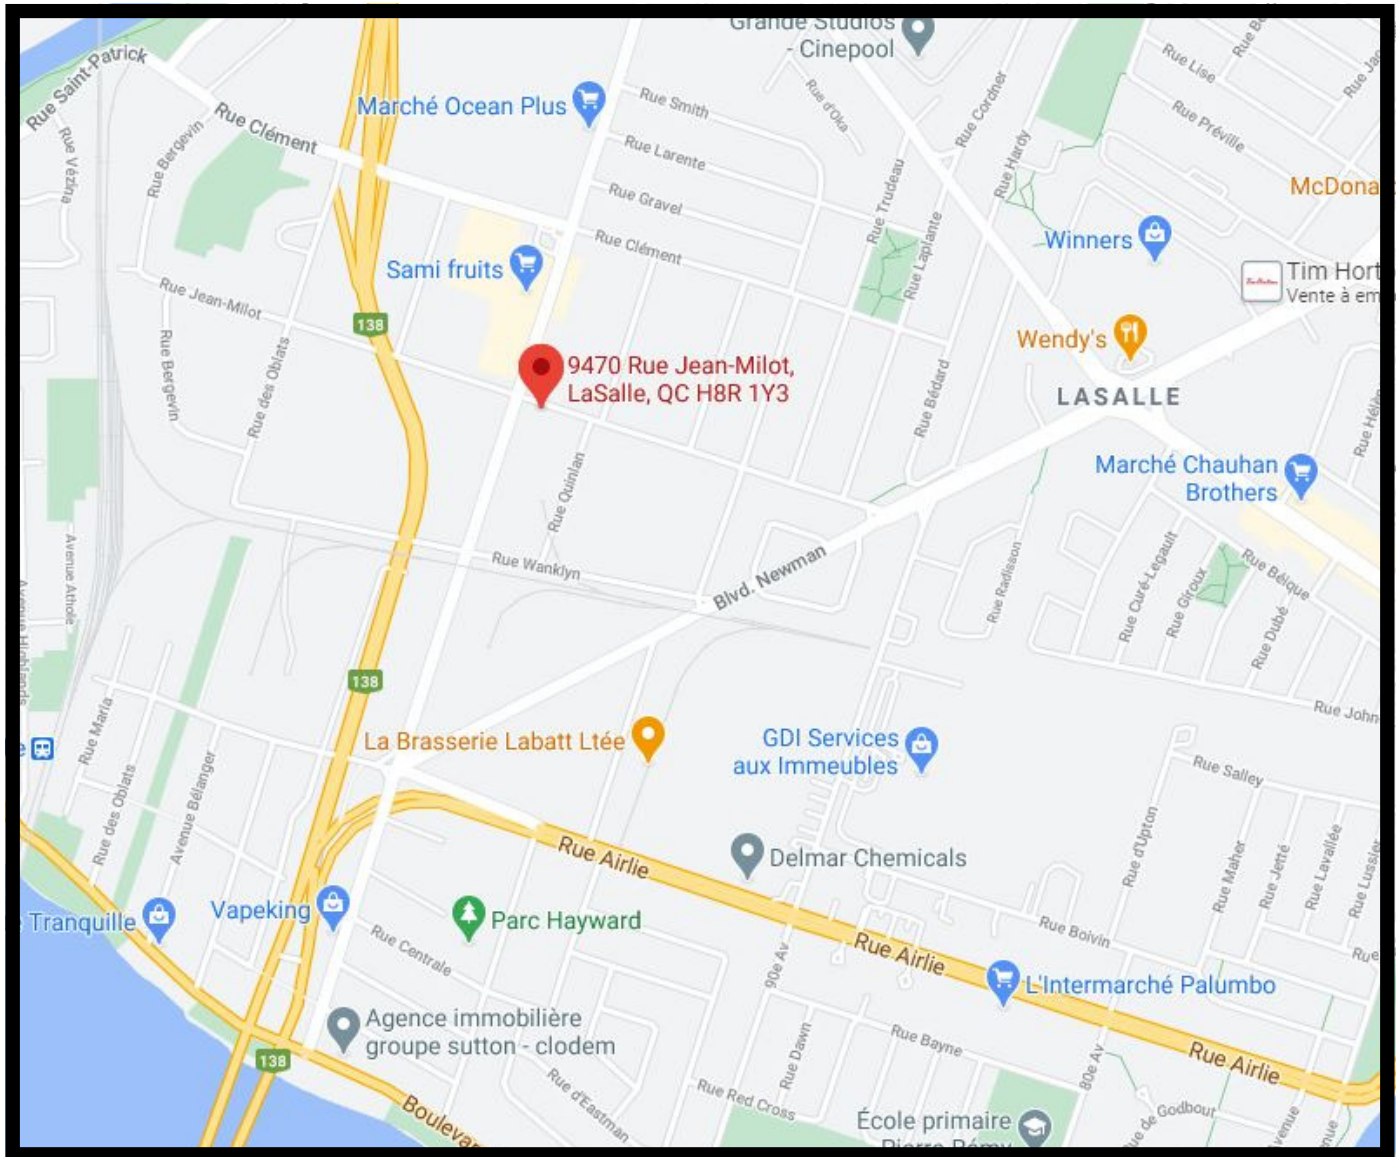 Grande Studios
- Cinepool
Rue Saint-Patrick
Rue Clément
Marché Ocean Plus
Rue Smith
Rue d'Oka
Rue Cordner
Rue Lise
Rue Préville
Rue Vézina
Rue Bergevin
Rue Larente
Rue Gravel
Rue Trudeau
Rue Hardy
McDona
Rue Clément
Rue Laplante
Winners
Sami fruits
Tim Hort
Vente à em
Rue Jean-Milot
138
Wendy's
Rue Bergevin
Rue des Oblats
9470 Rue Jean-Milot,
LaSalle, QC H8R 1Y3
Rue Bédard
LASALLE
Marché Chauhan
Brothers
Rue Quinlan
Rue Wanklyn
Blvd. Newman
Avenue Athole
Rue Radisson
Rue Curé-Legault
Rue Giroux
Rue Béique
Rue Dubé
138
Rue Maria
Rue John
La Brasserie Labatt Ltée
GDI Services
aux Immeubles
Rue Salley
Rue des Oblats
Avenue Bélanger
Rue Airlie
Delmar Chemicals
Rue d'Upton
Rue Maher
Rue Jetté
Rue Lavallée
Rue Lussier
Tranquille
Vapeking
Parc Hayward
Rue Centrale
90e Av
Rue Airlie
Rue Boivin
Rue
L'Intermarché Palumbo
Agence immobilière
groupe sutton - clodem
138
Rue Dawn
Rue Bayne
80e Av
Rue Airlie
Rue d'Eastman
Rue Red Cross
Boulevar
École primaire